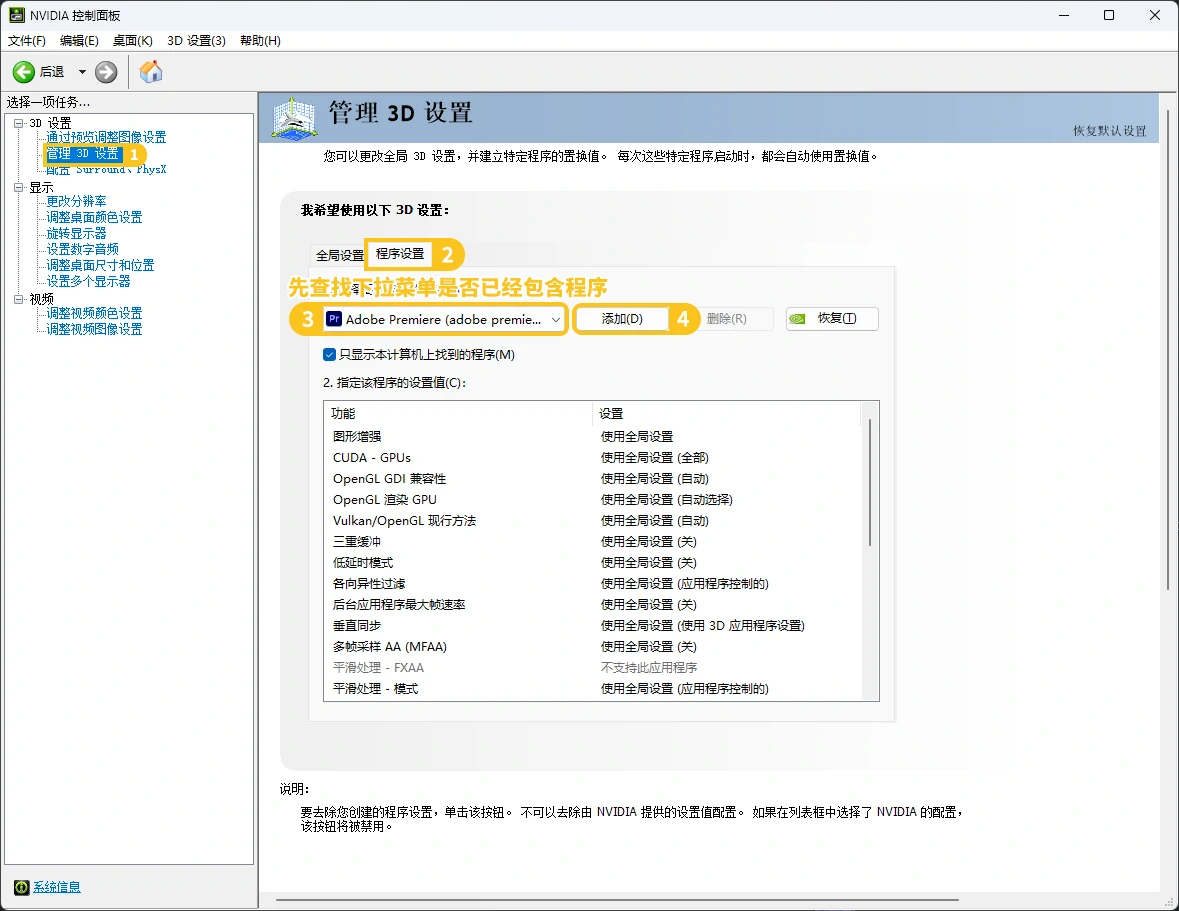 NVIDIA 控制面板
文件(F) 编辑(E) 桌面(K) 3D 设置(3) 帮助(H)
后退
选择一项任务...
3D 设置
通过预览调整图像设置
管理 3D 设置 1
配置 Surround、PhysX
显示
更改分辨率
调整桌面颜色设置
旋转显示器
设置数字音频
调整桌面尺寸和位置
设置多个显示器
视频
调整视频颜色设置
调整视频图像设置
系统信息
管理 3D 设置
恢复默认设置
您可以更改全局 3D 设置，并建立特定程序的置换值。 每次这些特定程序启动时，都会自动使用置换值。
我希望使用以下 3D 设置：
全局设置 程序设置 2
先查找下拉菜单是否已经包含程序
3 Pr Adobe Premiere (adobe premie... 添加(D) 4 删除(R) 恢复(T)
只显示本计算机上找到的程序(M)
2. 指定该程序的设置值(C):
功能 设置
图形增强 使用全局设置
CUDA - GPUs 使用全局设置 (全部)
OpenGL GDI 兼容性 使用全局设置 (自动)
OpenGL 渲染 GPU 使用全局设置 (自动选择)
Vulkan/OpenGL 现行方法 使用全局设置 (自动)
三重缓冲 使用全局设置 (关)
低延时模式 使用全局设置 (关)
各向异性过滤 使用全局设置 (应用程序控制的)
后台应用程序最大帧速率 使用全局设置 (关)
垂直同步 使用全局设置 (使用 3D 应用程序设置)
多帧采样 AA (MFAA) 使用全局设置 (关)
平滑处理 - FXAA 不支持此应用程序
平滑处理 - 模式 使用全局设置 (应用程序控制的)
说明：
要去除您创建的程序设置，单击该按钮。 不可以去除由 NVIDIA 提供的设置值配置。 如果在列表框中选择了 NVIDIA 的配置，
该按钮将被禁用。